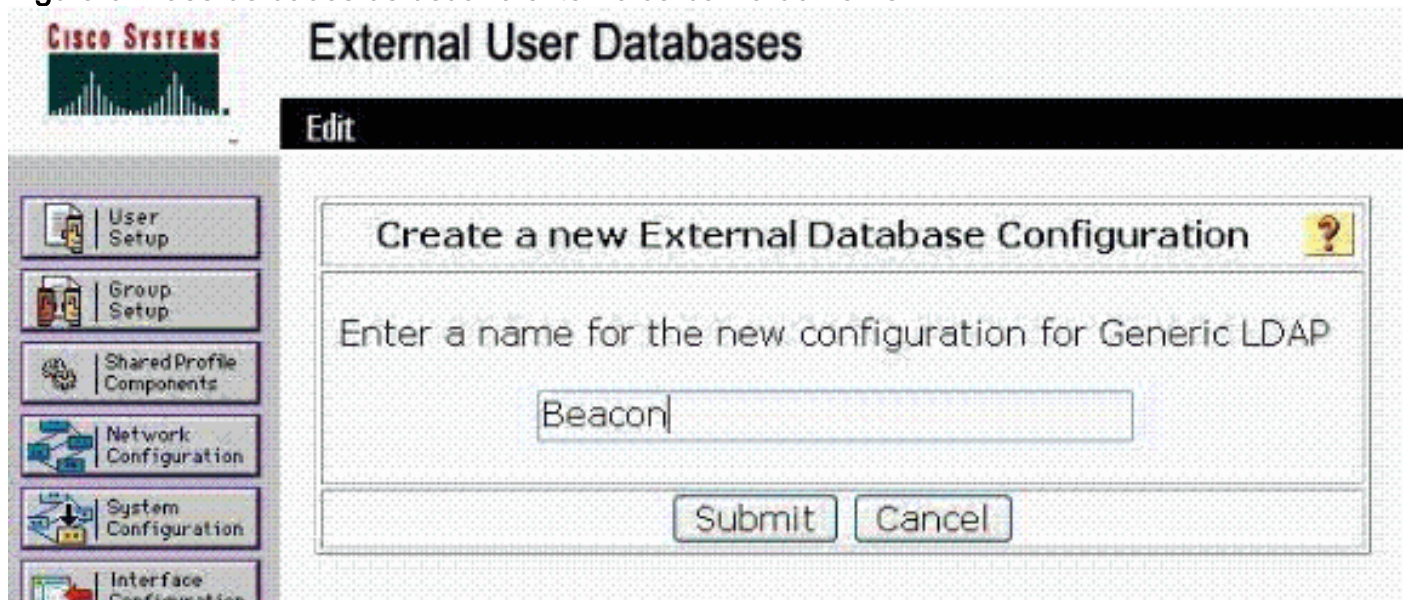 CISCO SYSTEMS
External User Databases
Edit
User
Setup
Group
Setup
Shared Profile
Components
Network
Configuration
System
Configuration
Interface
Configuration
Create a new External Database Configuration
?
Enter a name for the new configuration for Generic LDAP
Beacon
Submit
Cancel